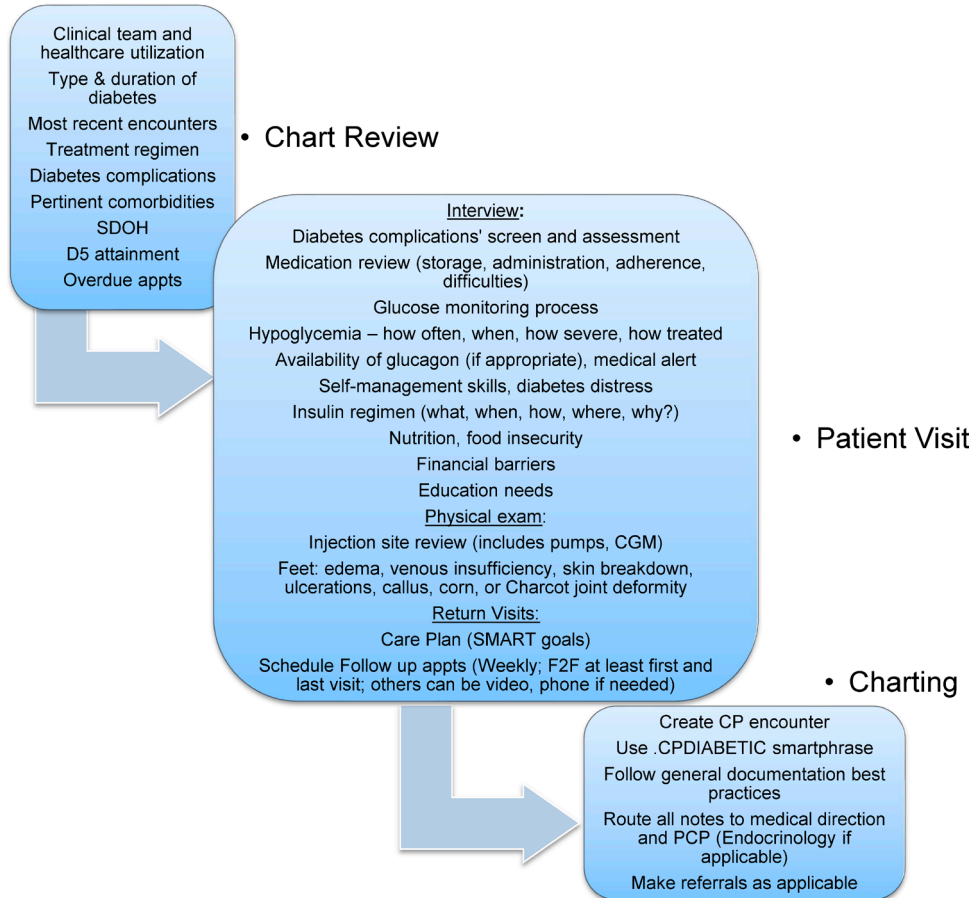 Clinical team and
healthcare utilization
Type & duration of
diabetes
Most recent encounters
Treatment regimen
Diabetes complications
Pertinent comorbidities
SDOH
D5 attainment
Overdue appts
• Chart Review
Interview:
Diabetes complications' screen and assessment
Medication review (storage, administration, adherence,
difficulties)
Glucose monitoring process
Hypoglycemia – how often, when, how severe, how treated
Availability of glucagon (if appropriate), medical alert
Self-management skills, diabetes distress
Insulin regimen (what, when, how, where, why?)
Nutrition, food insecurity
Financial barriers
Education needs
Physical exam:
Injection site review (includes pumps, CGM)
Feet: edema, venous insufficiency, skin breakdown,
ulcerations, callus, corn, or Charcot joint deformity
Return Visits:
Care Plan (SMART goals)
Schedule Follow up appts (Weekly; F2F at least first and
last visit; others can be video, phone if needed)
• Patient Visit
• Charting
Create CP encounter
Use .CPDIABETIC smartphrase
Follow general documentation best
practices
Route all notes to medical direction
and PCP (Endocrinology if
applicable)
Make referrals as applicable